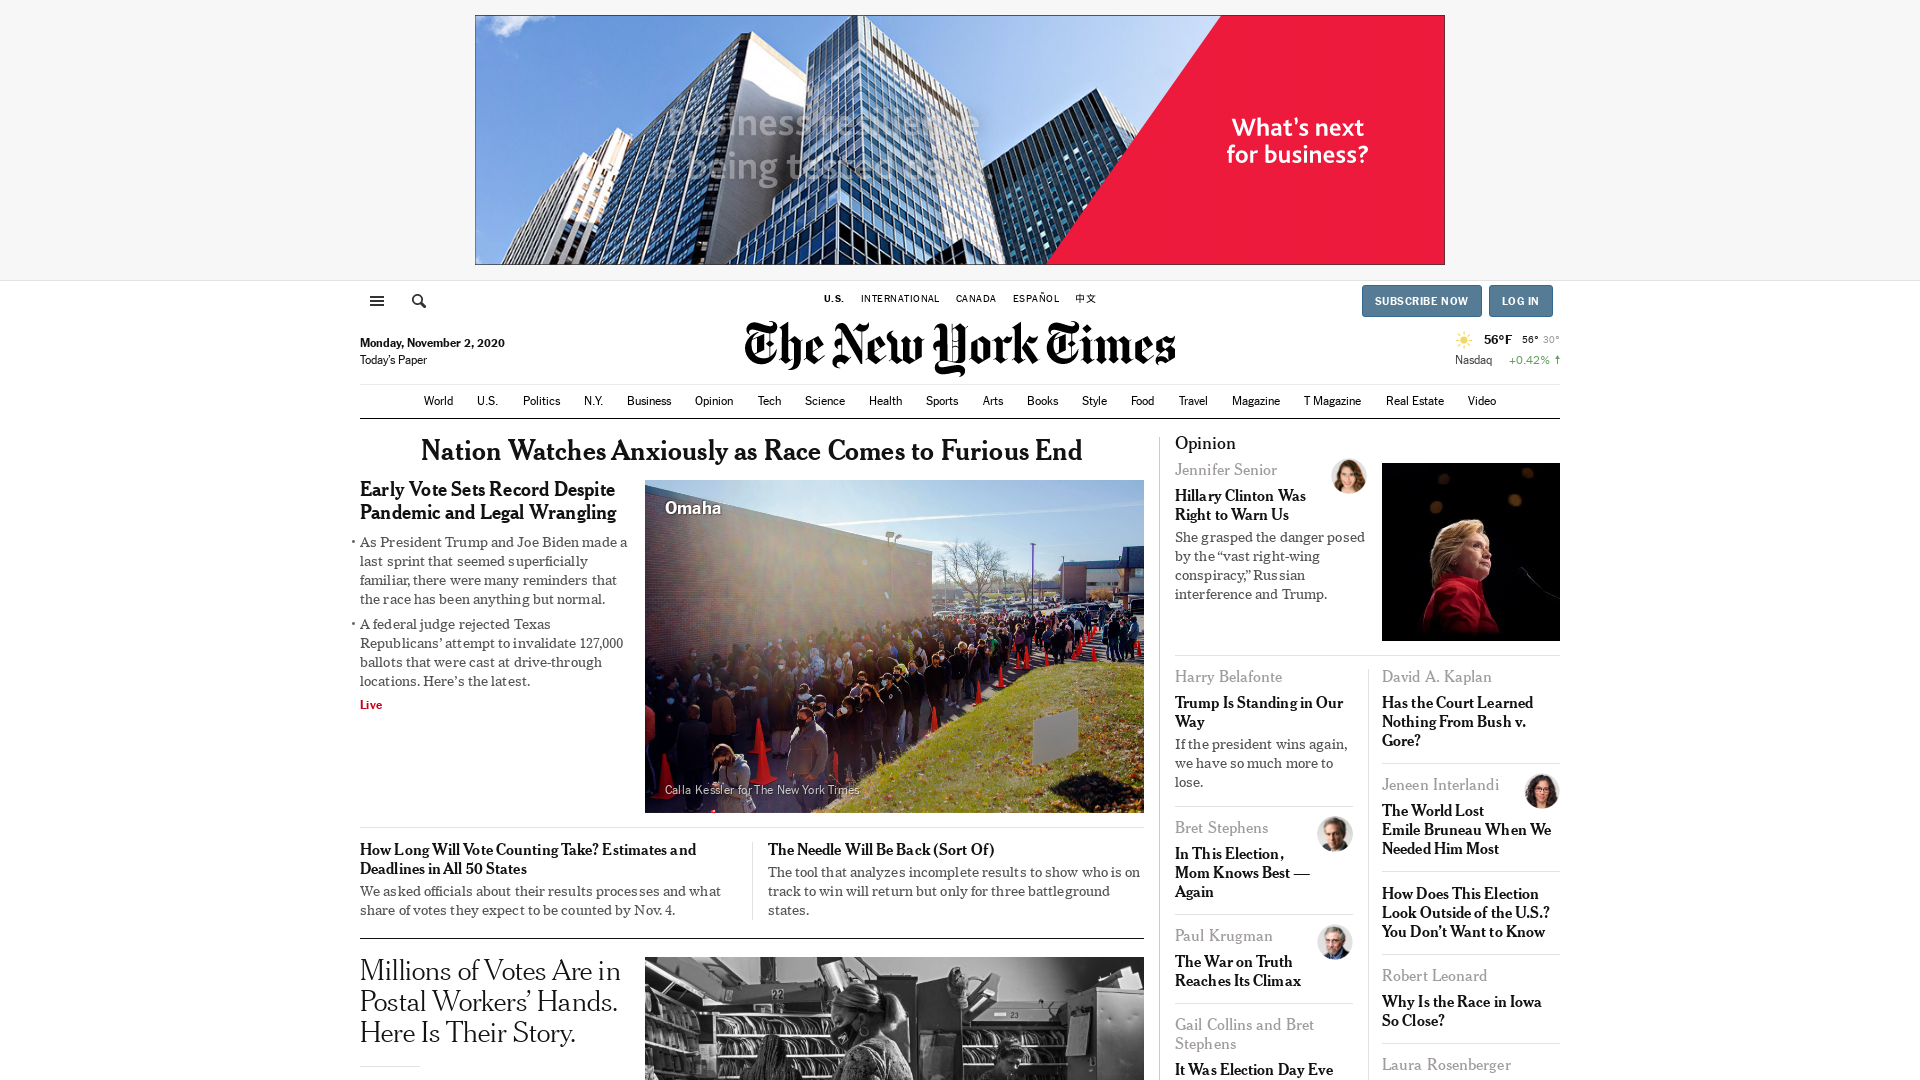 Business resilience
is being tested daily.
What's next
for business?
U.S. INTERNATIONAL CANADA ESPAÑOL 中文
SUBSCRIBE NOW LOG IN
The New York Times
Monday, November 2, 2020
Today's Paper
56°F 56° 30°
Nasdaq +0.42% ↑
World U.S. Politics N.Y. Business Opinion Tech Science Health Sports Arts Books Style Food Travel Magazine T Magazine Real Estate Video
Nation Watches Anxiously as Race Comes to Furious End
Early Vote Sets Record Despite
Pandemic and Legal Wrangling
• As President Trump and Joe Biden made a
last sprint that seemed superficially
familiar, there were many reminders that
the race has been anything but normal.
• A federal judge rejected Texas
Republicans' attempt to invalidate 127,000
ballots that were cast at drive-through
locations. Here's the latest.
Live
Omaha
Calla Kessler for The New York Times
How Long Will Vote Counting Take? Estimates and
Deadlines in All 50 States
We asked officials about their results processes and what
share of votes they expect to be counted by Nov. 4.
The Needle Will Be Back (Sort Of)
The tool that analyzes incomplete results to show who is on
track to win will return but only for three battleground
states.
Millions of Votes Are in
Postal Workers' Hands.
Here Is Their Story.
22
23
Opinion
Jennifer Senior
Hillary Clinton Was
Right to Warn Us
She grasped the danger posed
by the “vast right-wing
conspiracy,” Russian
interference and Trump.
Harry Belafonte
Trump Is Standing in Our
Way
If the president wins again,
we have so much more to
lose.
Bret Stephens
In This Election,
Mom Knows Best —
Again
Paul Krugman
The War on Truth
Reaches Its Climax
Gail Collins and Bret
Stephens
It Was Election Day Eve
David A. Kaplan
Has the Court Learned
Nothing From Bush v.
Gore?
Jeneen Interlandi
The World Lost
Emile Bruneau When We
Needed Him Most
How Does This Election
Look Outside of the U.S.?
You Don't Want to Know
Robert Leonard
Why Is the Race in Iowa
So Close?
Laura Rosenberger